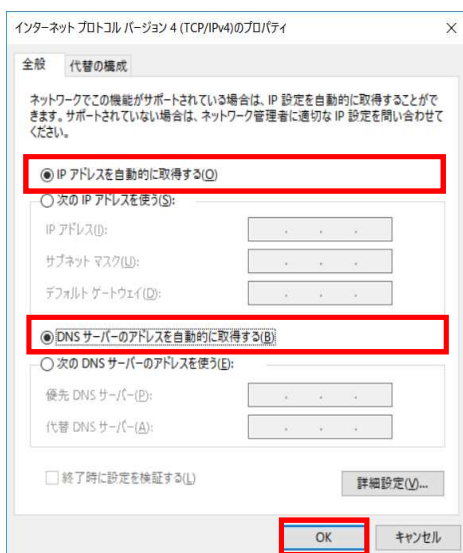 インターネット プロトコル バージョン 4 (TCP/IPv4)のプロパティ
全般 代替の構成
ネットワークでこの機能がサポートされている場合は、IP 設定を自動的に取得することがで
きます。サポートされていない場合は、ネットワーク管理者に適切な IP 設定を問い合わせて
ください。
IP アドレスを自動的に取得する(O)
次の IP アドレスを使う(S):
IP アドレス(I):
サブネット マスク(U):
デフォルト ゲートウェイ(D):
DNS サーバーのアドレスを自動的に取得する(B)
次の DNS サーバーのアドレスを使う(E):
優先 DNS サーバー(P):
代替 DNS サーバー(A):
終了時に設定を検証する(L)
詳細設定(V)...
OK キャンセル